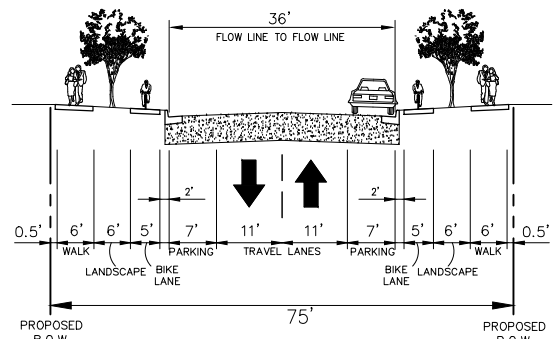 36'
FLOW LINE TO FLOW LINE
2' 2'
0.5' 6' 6' 5' 7' 11' 11' 7' 5' 6' 6' 0.5'
WALK PARKING TRAVEL LANES PARKING WALK
LANDSCAPE BIKE LANE BIKE LANE LANDSCAPE
75'
PROPOSED PROPOSED
R.O.W. R.O.W.